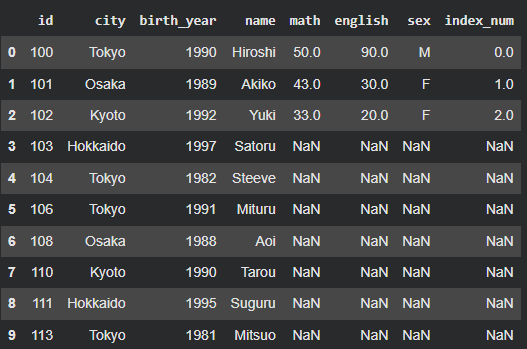 id city birth_year name math english sex index_num
0 100 Tokyo 1990 Hiroshi 50.0 90.0 M 0.0
1 101 Osaka 1989 Akiko 43.0 30.0 F 1.0
2 102 Kyoto 1992 Yuki 33.0 20.0 F 2.0
3 103 Hokkaido 1997 Satoru NaN NaN NaN NaN
4 104 Tokyo 1982 Steeve NaN NaN NaN NaN
5 106 Tokyo 1991 Mituru NaN NaN NaN NaN
6 108 Osaka 1988 Aoi NaN NaN NaN NaN
7 110 Kyoto 1990 Tarou NaN NaN NaN NaN
8 111 Hokkaido 1995 Suguru NaN NaN NaN NaN
9 113 Tokyo 1981 Mitsuo NaN NaN NaN NaN